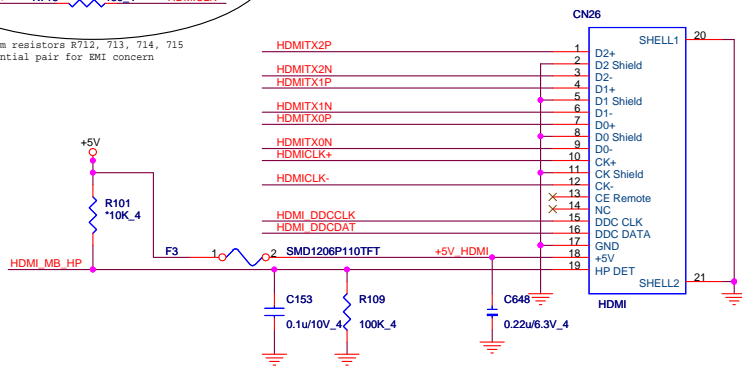 HDMICLK-
m resistors R712, 713, 714, 715
ntial pair for EMI concern
CN26
SHELL1 20
HDMITX2P 1 D2+
2 D2 Shield
HDMITX2N 3 D2-
HDMITX1P 4 D1+
5 D1 Shield
HDMITX1N 6 D1-
HDMITX0P 7 D0+
8 D0 Shield
HDMITX0N 9 D0-
HDMICLK+ 10 CK+
11 CK Shield
HDMICLK- 12 CK-
13 CE Remote
14 NC
HDMI_DDCCLK 15 DDC CLK
HDMI_DDCDAT 16 DDC DATA
17 GND
+5V_HDMI 18 +5V
19 HP DET
SHELL2 21
HDMI
+5V
R101
*10K_4
F3 1 2 SMD1206P110TFT
HDMI_MB_HP
C153
0.1u/10V_4
R109
100K_4
C648
0.22u/6.3V_4